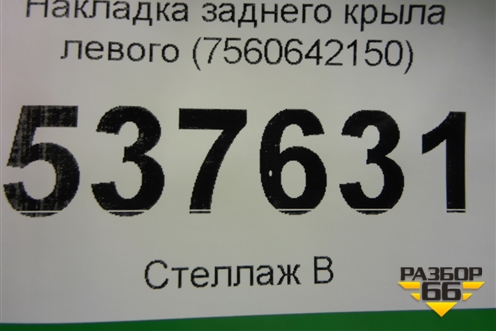 Накладка заднего крыла
левого (7560642150)
537631
Стеллаж В
РАЗБОР
66